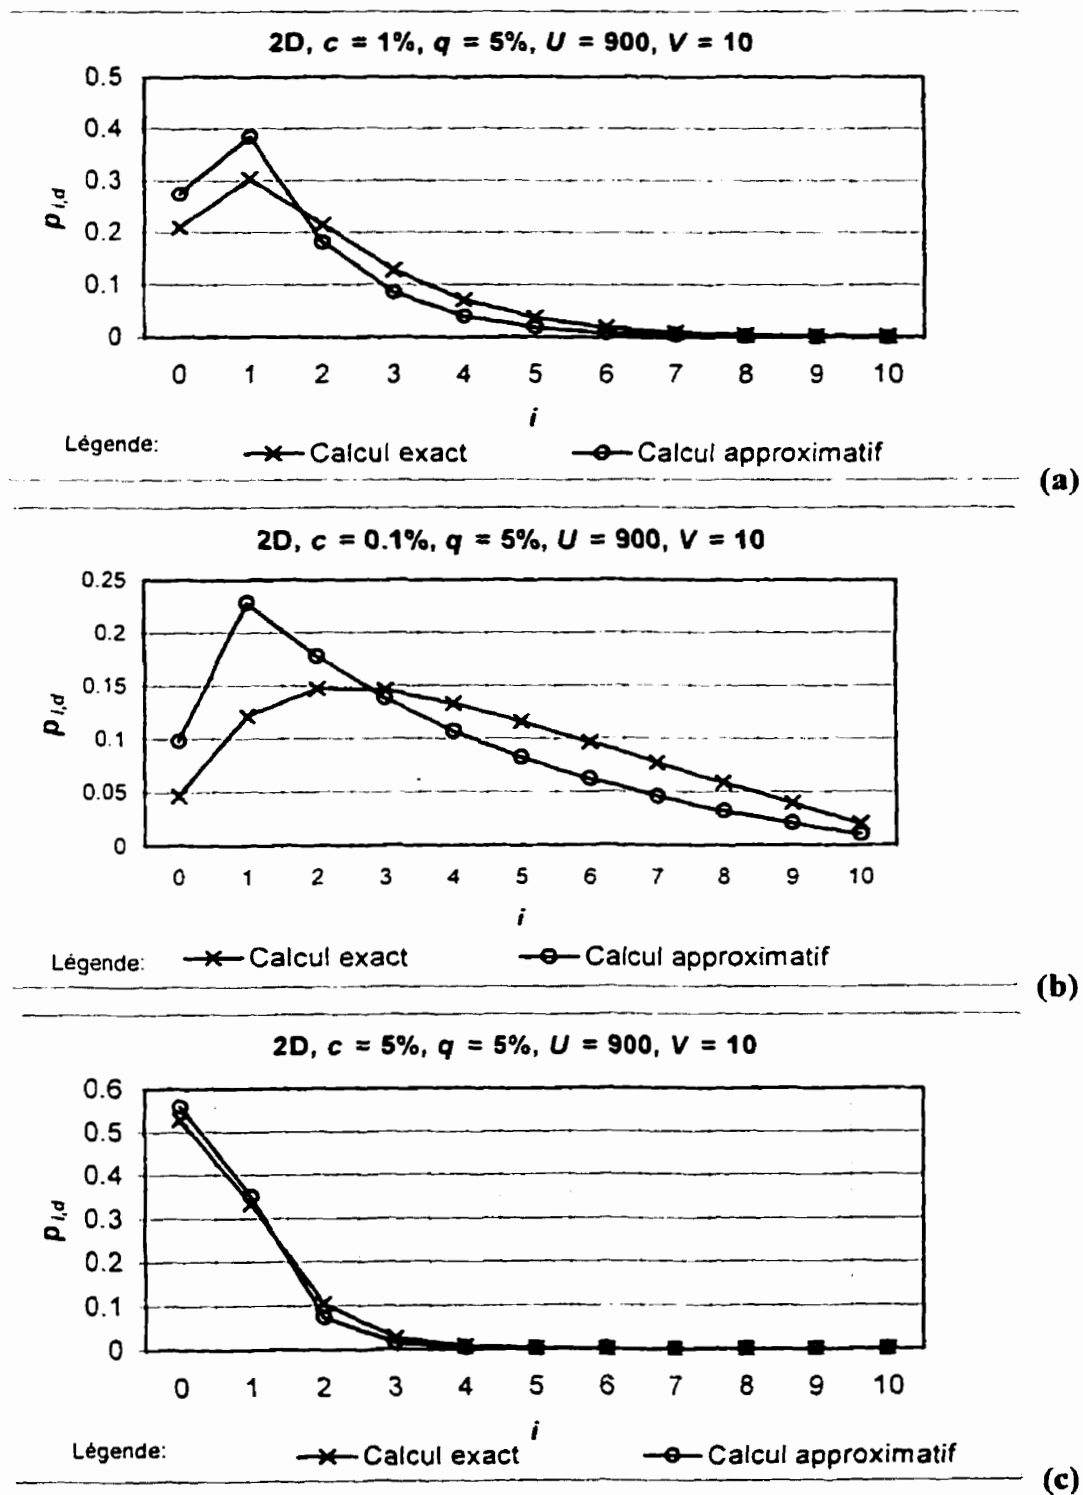 2D, c = 1%, q = 5%, U = 900, V = 10
0.5
0.4
0.3
0.2
0.1
0
p i,d
0 1 2 3 4 5 6 7 8 9 10
i
Légende: Calcul exact Calcul approximatif
(a)
2D, c = 0.1%, q = 5%, U = 900, V = 10
0.25
0.2
0.15
0.1
0.05
0
p i,d
0 1 2 3 4 5 6 7 8 9 10
i
Légende: Calcul exact Calcul approximatif
(b)
2D, c = 5%, q = 5%, U = 900, V = 10
0.6
0.5
0.4
0.3
0.2
0.1
0
p i,d
0 1 2 3 4 5 6 7 8 9 10
i
Légende: Calcul exact Calcul approximatif
(c)